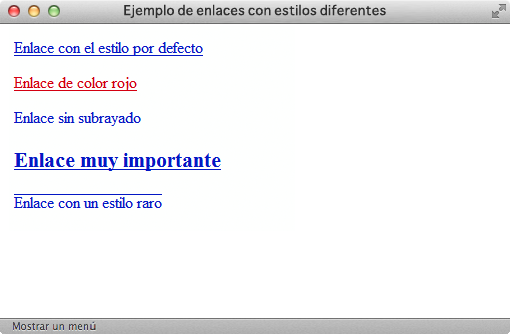 Ejemplo de enlaces con estilos diferentes
Enlace con el estilo por defecto
Enlace de color rojo
Enlace sin subrayado
Enlace muy importante
Enlace con un estilo raro
Mostrar un menú